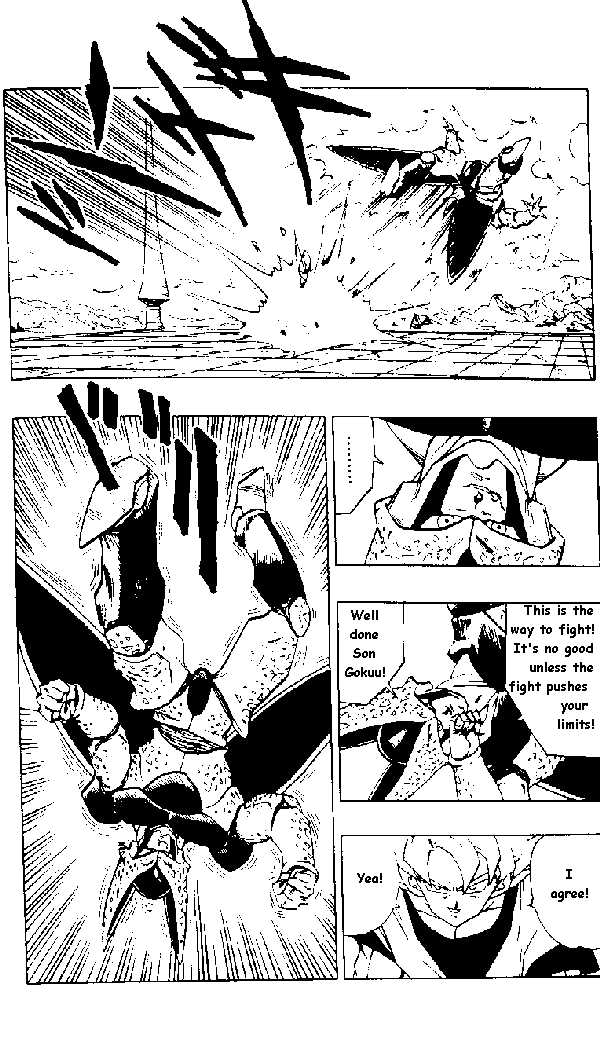 .........
Well
done
Son
Gokuu!
This is the
way to fight!
It's no good
unless the
fight pushes
your
limits!
Yea!
I
agree!